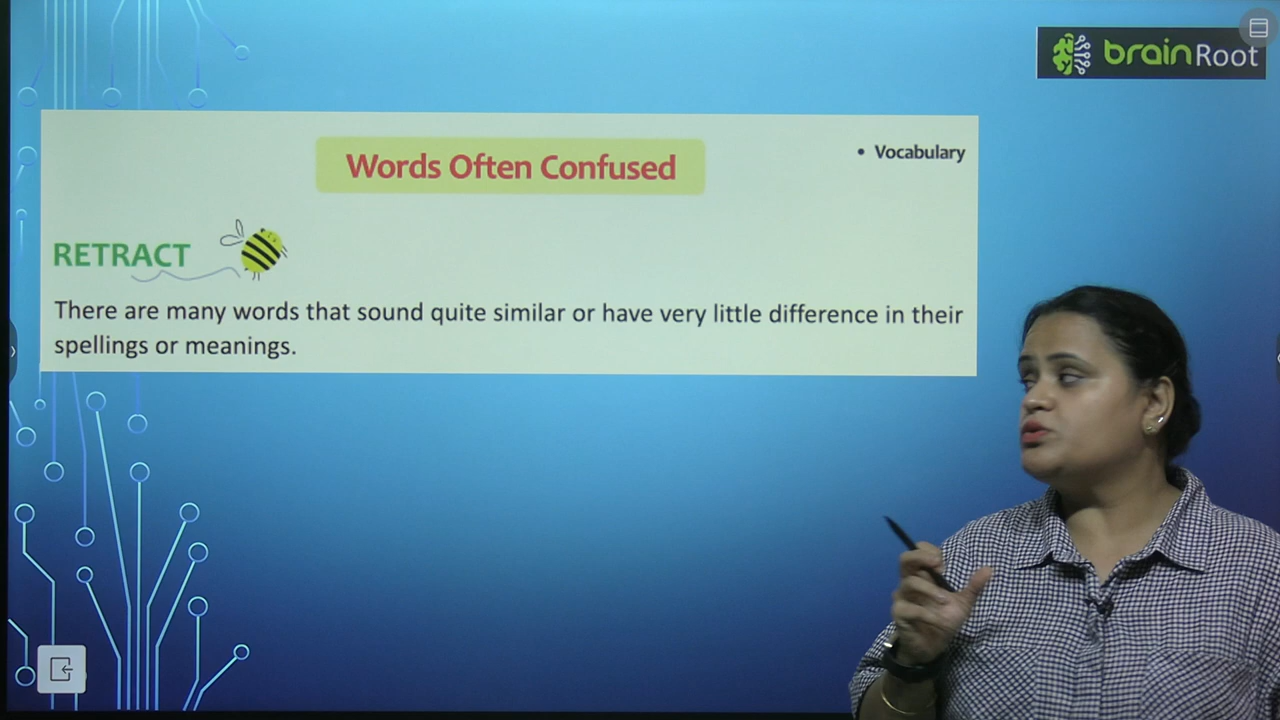 brainRoot
Words Often Confused
• Vocabulary
RETRACT
There are many words that sound quite similar or have very little difference in their
spellings or meanings.